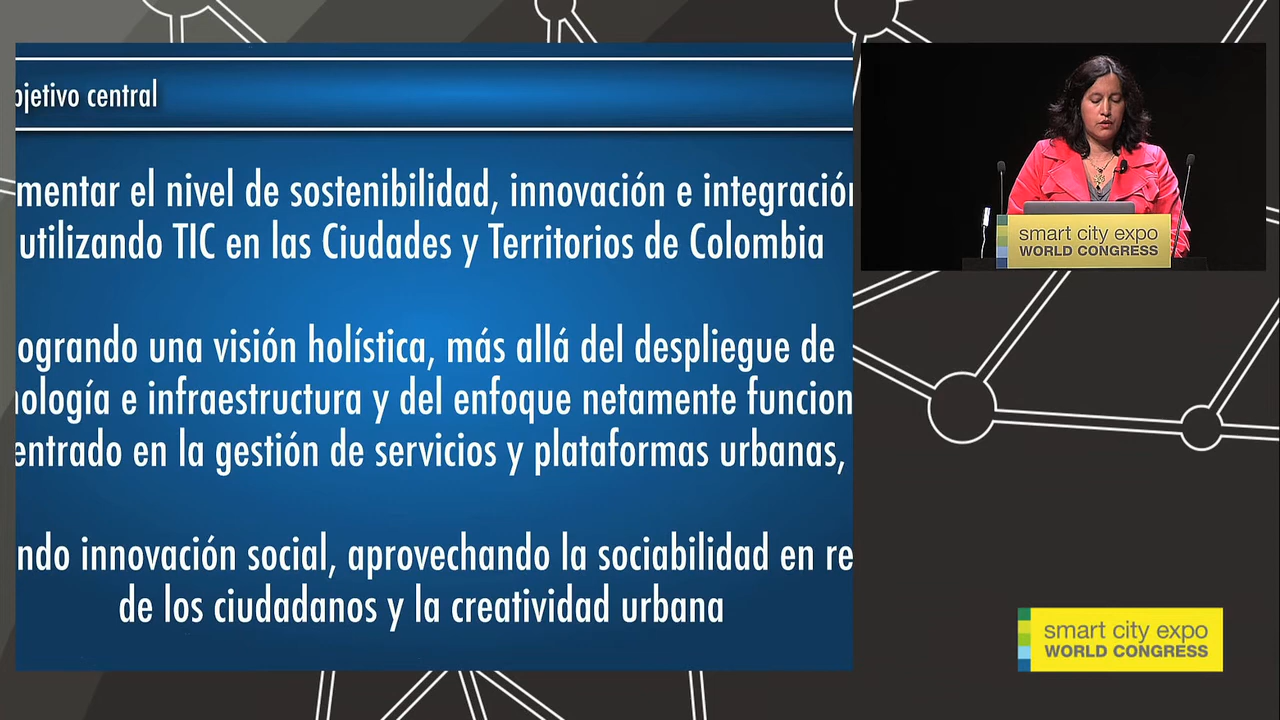 bjetivo central
mentar el nivel de sostenibilidad, innovación e integración
utilizando TIC en las Ciudades y Territorios de Colombia
ogrando una visión holística, más allá del despliegue de
nología e infraestructura y del enfoque netamente funcion
entrado en la gestión de servicios y plataformas urbanas,
ndo innovación social, aprovechando la sociabilidad en re
de los ciudadanos y la creatividad urbana
smart city expo
WORLD CONGRESS
smart city expo
WORLD CONGRESS